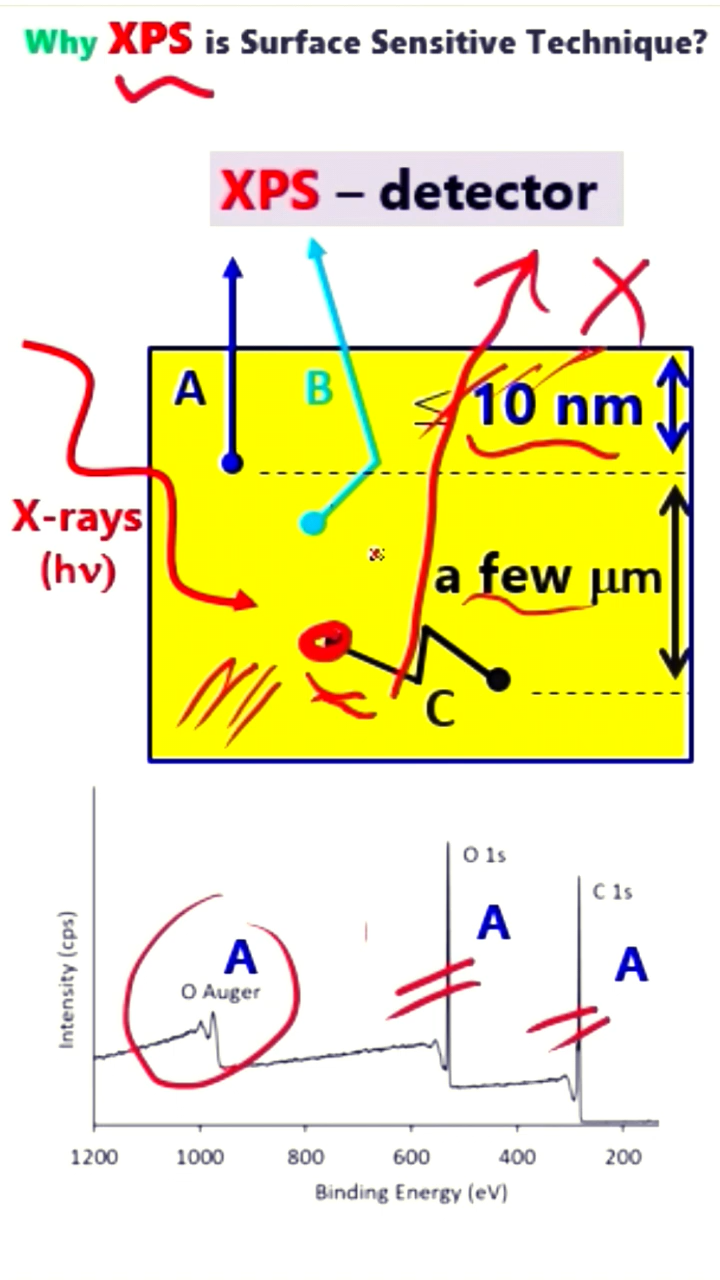 Why XPS is Surface Sensitive Technique?
XPS – detector
A
B
≤ 10 nm
X-rays
(hν)
a few μm
C
O 1s
C 1s
A
A
A
O Auger
Intensity (cps)
1200 1000 800 600 400 200
Binding Energy (eV)